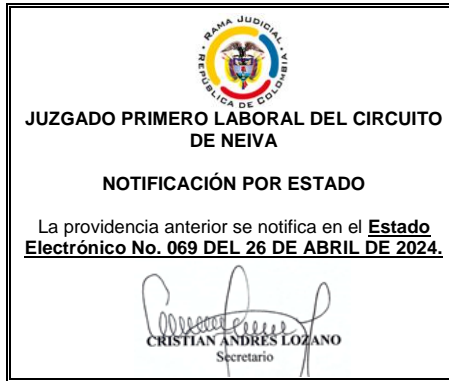 RAMA JUDICIAL
REPÚBLICA DE COLOMBIA
JUZGADO PRIMERO LABORAL DEL CIRCUITO
DE NEIVA
NOTIFICACIÓN POR ESTADO
La providencia anterior se notifica en el Estado
Electrónico No. 069 DEL 26 DE ABRIL DE 2024.
CRISTIAN ANDRÉS LOZANO
Secretario